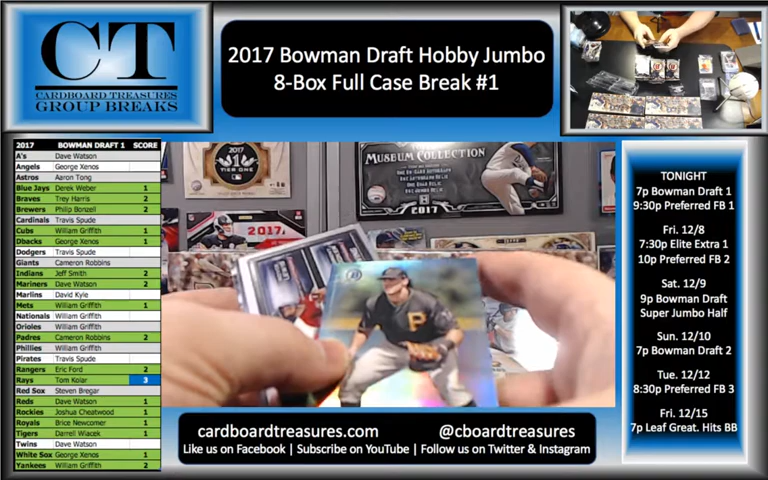 CT
CARDBOARD TREASURES
GROUP BREAKS
2017 Bowman Draft Hobby Jumbo
8-Box Full Case Break #1
2017 BOWMAN DRAFT 1 SCORE
A's Dave Watson
Angels George Xenos
Astros Aaron Tong
Blue Jays Derek Weber 1
Braves Trey Harris 2
Brewers Philip Bonzell 2
Cardinals Travis Spude
Cubs William Griffith 1
Dbacks George Xenos 1
Dodgers Travis Spude
Giants Cameron Robbins
Indians Jeff Smith 2
Mariners Dave Watson 2
Marlins David Kyle
Mets William Griffith 1
Nationals William Griffith
Orioles William Griffith
Padres Cameron Robbins 2
Phillies William Griffith
Pirates Travis Spude
Rangers Eric Ford 2
Rays Tom Kolar 3
Red Sox Steven Bregar
Reds Dave Watson 1
Rockies Joshua Cheatwood 1
Royals Brice Newcomer 1
Tigers Darrell Wiacek 1
Twins Dave Watson
White Sox George Xenos 1
Yankees William Griffith 2
2017
TIER ONE
MUSEUM COLLECTION
2017
2017
P
TONIGHT
7p Bowman Draft 1
9:30p Preferred FB 1
Fri. 12/8
7:30p Elite Extra 1
10p Preferred FB 2
Sat. 12/9
9p Bowman Draft
Super Jumbo Half
Sun. 12/10
7p Bowman Draft 2
Tue. 12/12
8:30p Preferred FB 3
Fri. 12/15
7p Leaf Great. Hits BB
cardboardtreasures.com @cboardtreasures
Like us on Facebook | Subscribe on YouTube | Follow us on Twitter & Instagram